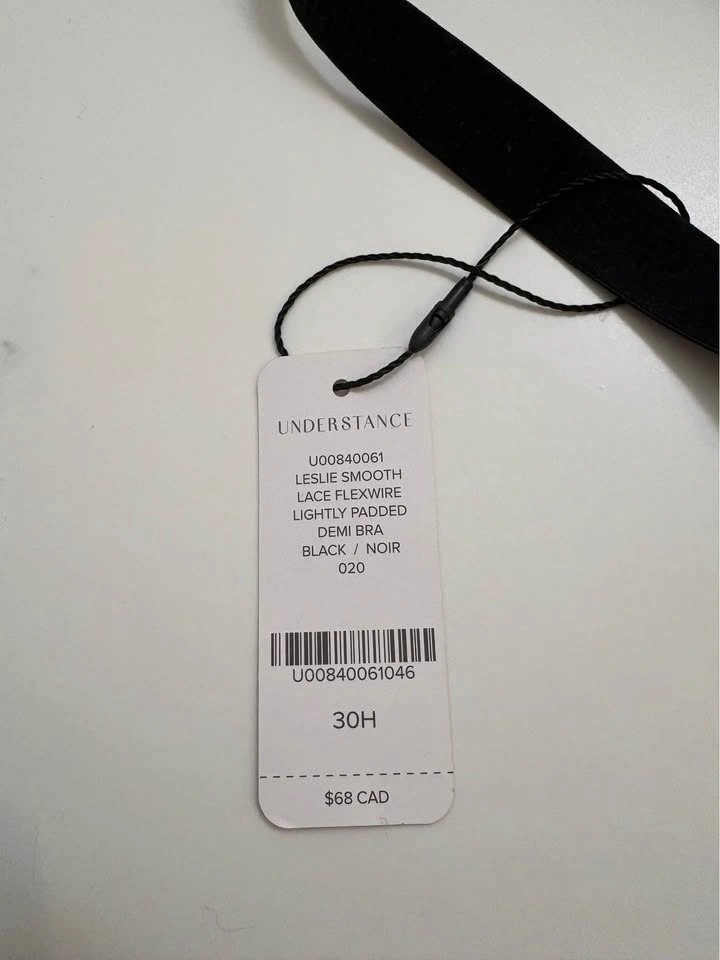 UNDERSTANCE
U00840061
LESLIE SMOOTH
LACE FLEXWIRE
LIGHTLY PADDED
DEMI BRA
BLACK / NOIR
020
U00840061046
30H
$68 CAD